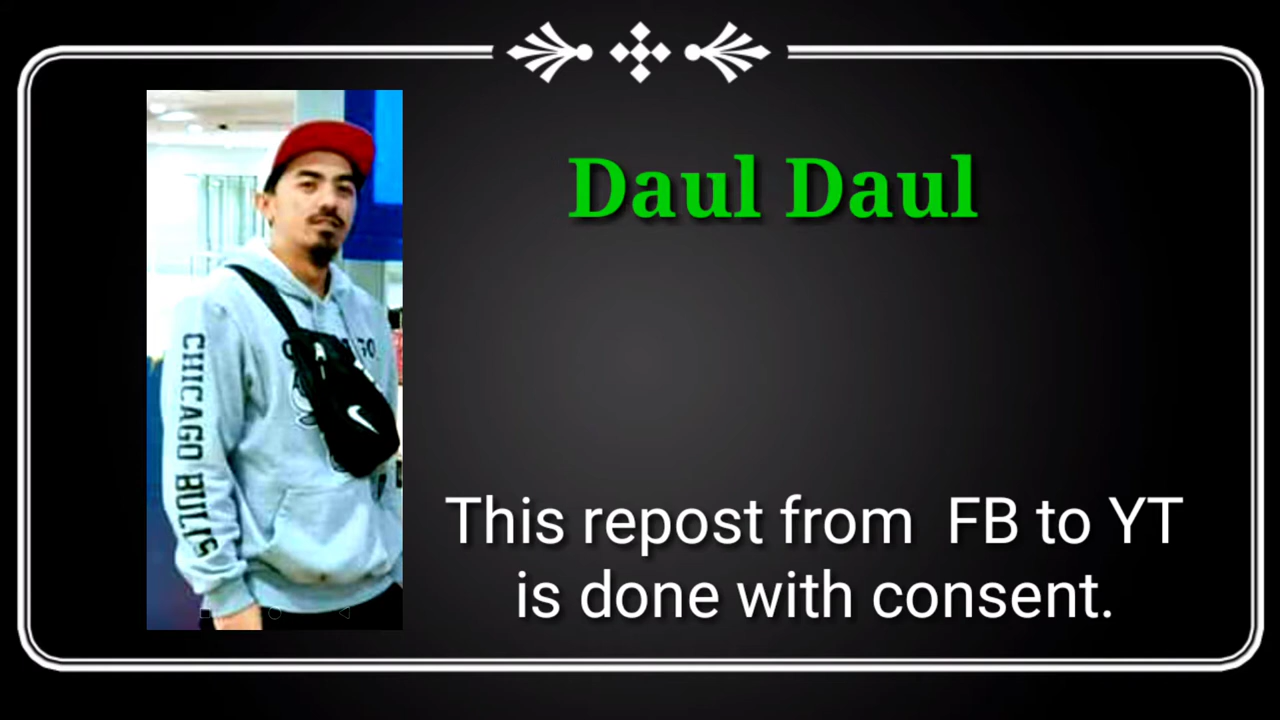 Daul Daul
CHICAGO BULLS
This repost from FB to YT
is done with consent.